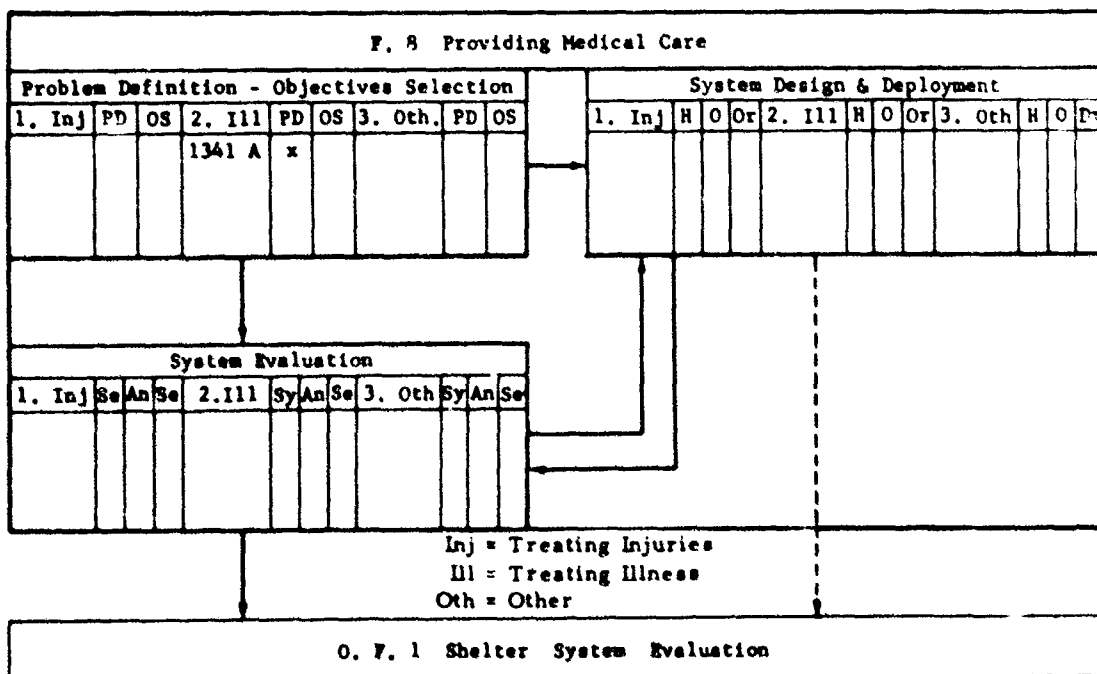 F. 8 Providing Medical Care
Problem Definition - Objectives Selection
1. Inj PD OS 2. Ill PD OS 3. Oth. PD OS
1341 A x
System Design & Deployment
1. Inj H O Or 2. Ill H O Or 3. Oth H O
System Evaluation
1. Inj Se An Se 2.Ill Sy An Se 3. Oth Sy An Se
Inj = Treating Injuries
Ill = Treating Illness
Oth = Other
O. F. 1 Shelter System Evaluation